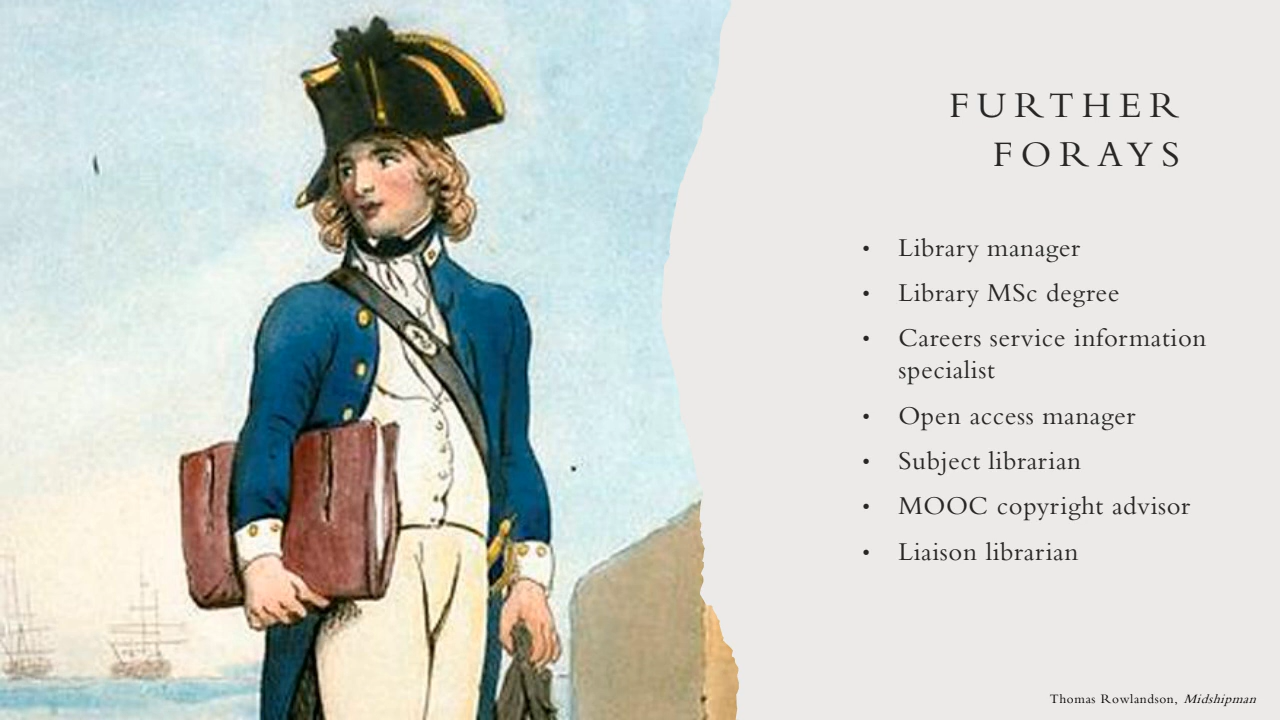 FURTHER
FORAYS
• Library manager
• Library MSc degree
• Careers service information
specialist
• Open access manager
• Subject librarian
• MOOC copyright advisor
• Liaison librarian
Thomas Rowlandson, Midshipman